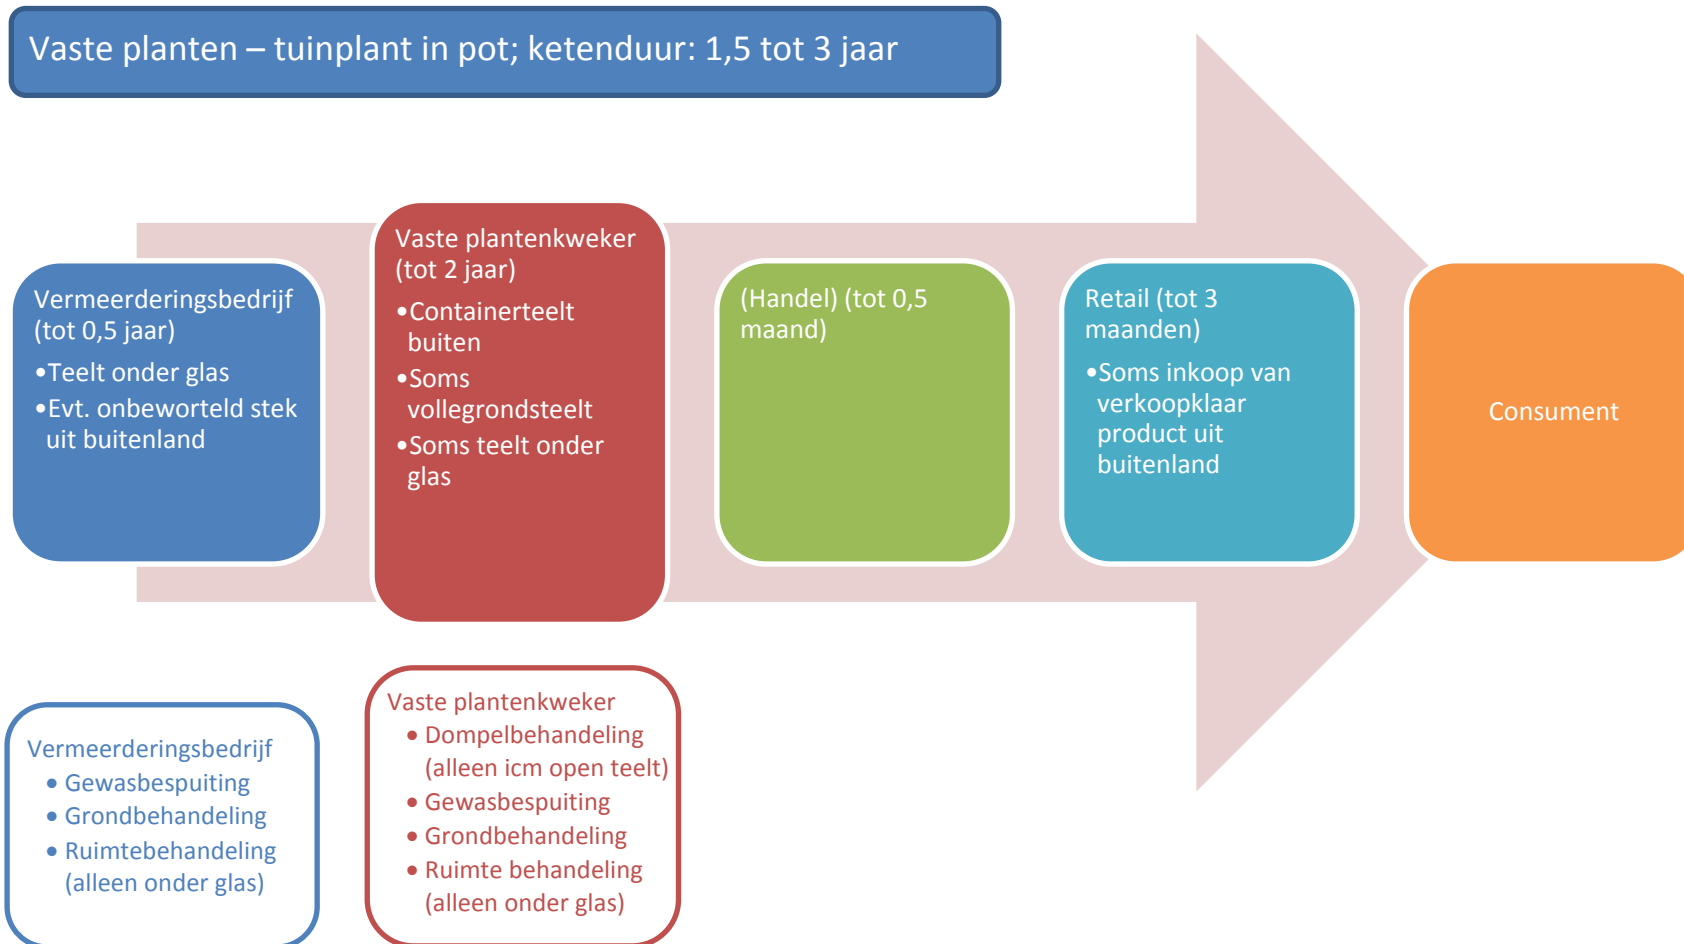 Vaste planten – tuinplant in pot; ketenduur: 1,5 tot 3 jaar
Vermeerderingsbedrijf
(tot 0,5 jaar)
•Teelt onder glas
•Evt. onbeworteld stek
uit buitenland
Vaste plantenkweker
(tot 2 jaar)
•Containerteelt
buiten
•Soms
vollegrondsteelt
•Soms teelt onder
glas
(Handel) (tot 0,5
maand)
Retail (tot 3
maanden)
•Soms inkoop van
verkoopklaar
product uit
buitenland
Consument
Vermeerderingsbedrijf
• Gewasbespuiting
• Grondbehandeling
• Ruimtebehandeling
(alleen onder glas)
Vaste plantenkweker
• Dompelbehandeling
(alleen icm open teelt)
• Gewasbespuiting
• Grondbehandeling
• Ruimte behandeling
(alleen onder glas)